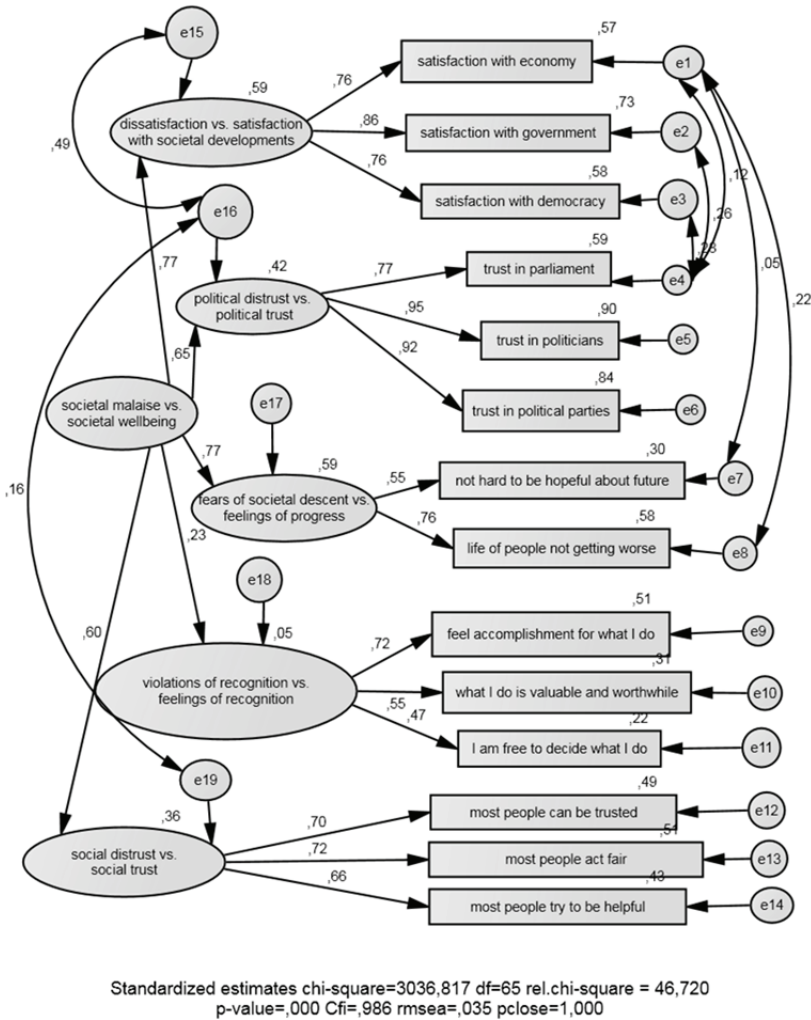 e15
,57
satisfaction with economy
e1
,76
,59
dissatisfaction vs. satisfaction
with societal developments
,86
,73
satisfaction with government
e2
,49
,76
,58
satisfaction with democracy
e3
,12
,26
,23
e16
,59
trust in parliament
e4
,77
,42
,77
,05
political distrust vs.
political trust
,95
,90
trust in politicians
e5
,22
,65
,92
,84
trust in political parties
e6
societal malaise vs.
societal wellbeing
e17
,77
,59
,30
not hard to be hopeful about future
e7
,55
,16
fears of societal descent vs.
feelings of progress
,76
,58
life of people not getting worse
e8
,23
e18
,05
,51
feel accomplishment for what I do
e9
,72
,60
violations of recognition vs.
feelings of recognition
,31
what I do is valuable and worthwhile
e10
,55
,47
,22
I am free to decide what I do
e11
e19
,49
most people can be trusted
e12
,36
,70
social distrust vs.
social trust
,72
,51
most people act fair
e13
,66
,43
most people try to be helpful
e14
Standardized estimates chi-square=3036,817 df=65 rel.chi-square = 46,720
p-value=,000 Cfi=,986 rmsea=,035 pclose=1,000